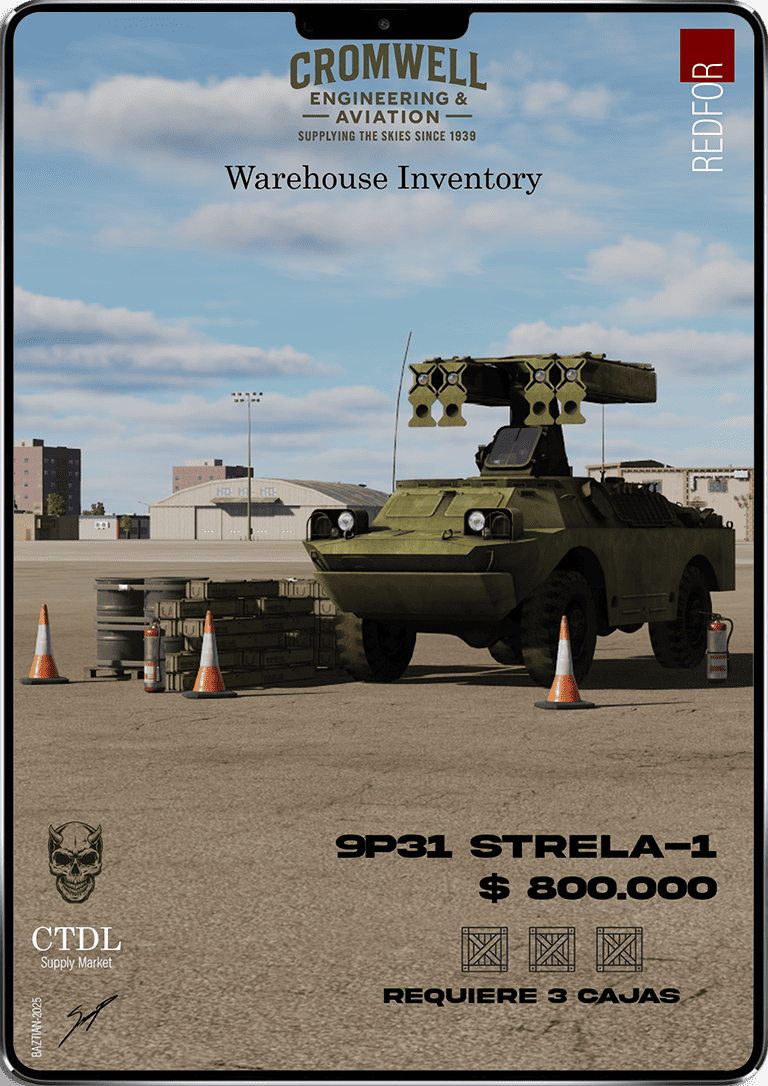 CROMWELL
ENGINEERING &
AVIATION
SUPPLYING THE SKIES SINCE 1939
REDFOR
Warehouse Inventory
9P31 STRELA-1
$ 800.000
REQUIERE 3 CAJAS
CTDL
Supply Market
BAZTIAN-2025